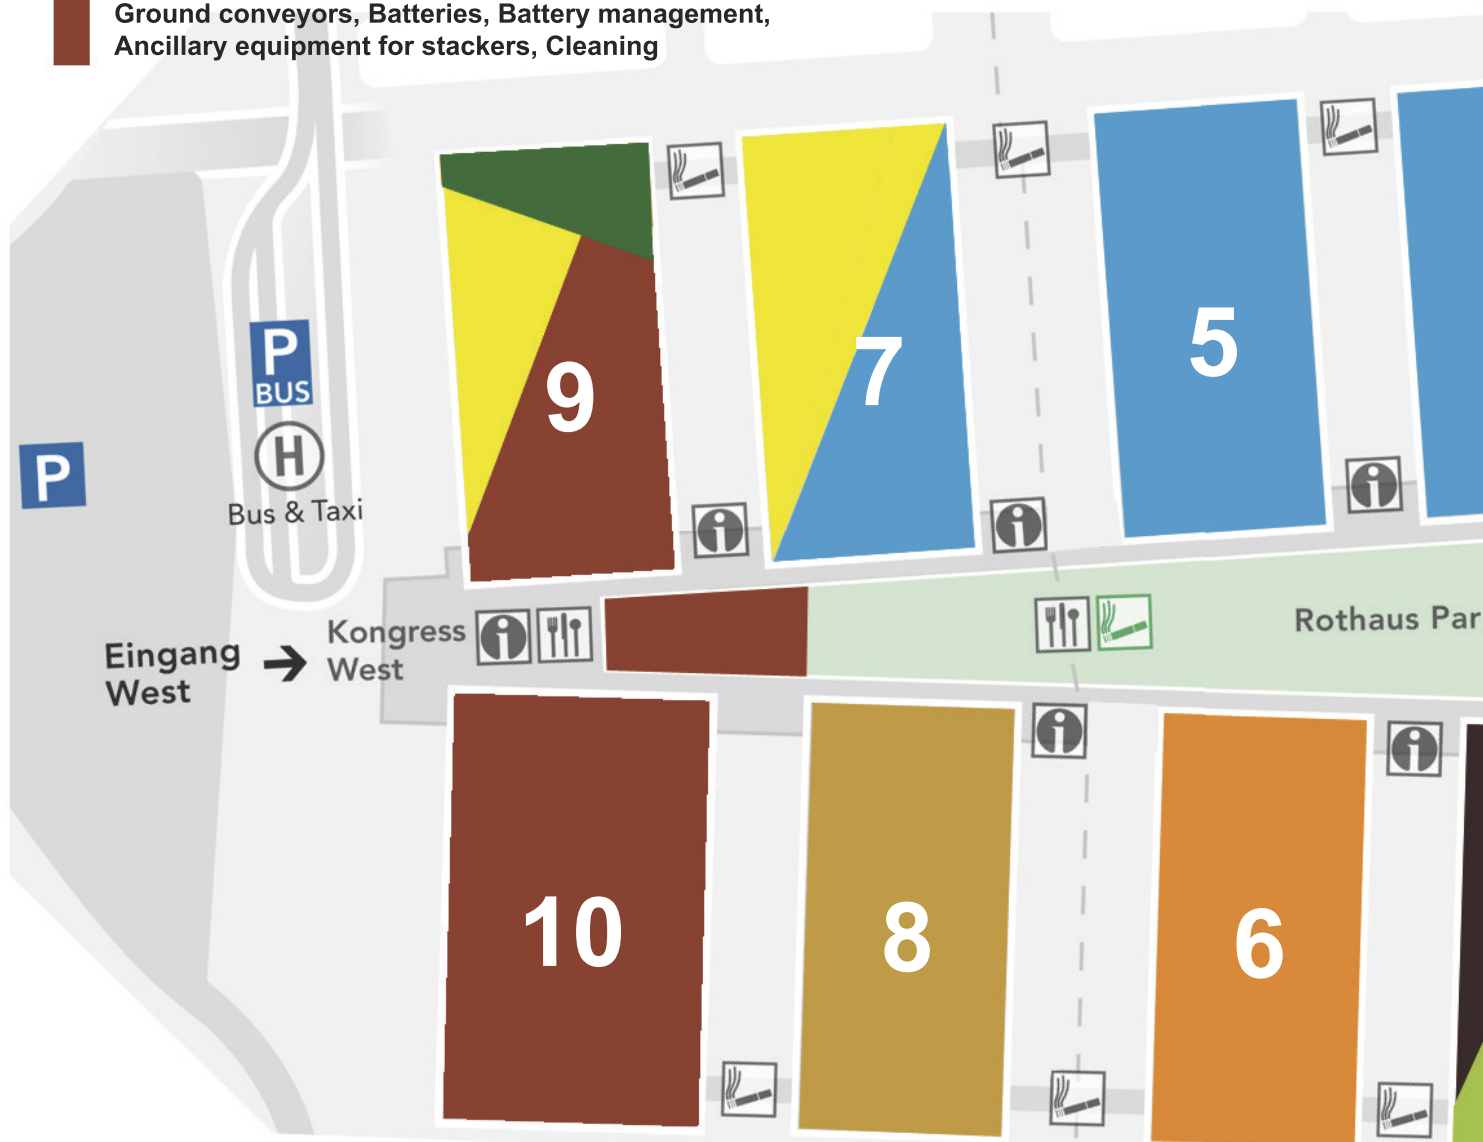 Ground conveyors, Batteries, Battery management,
Ancillary equipment for stackers, Cleaning
9
7
5
P
BUS
H
Bus & Taxi
P
Eingang
West
Kongress
West
Rothaus Par
10
8
6